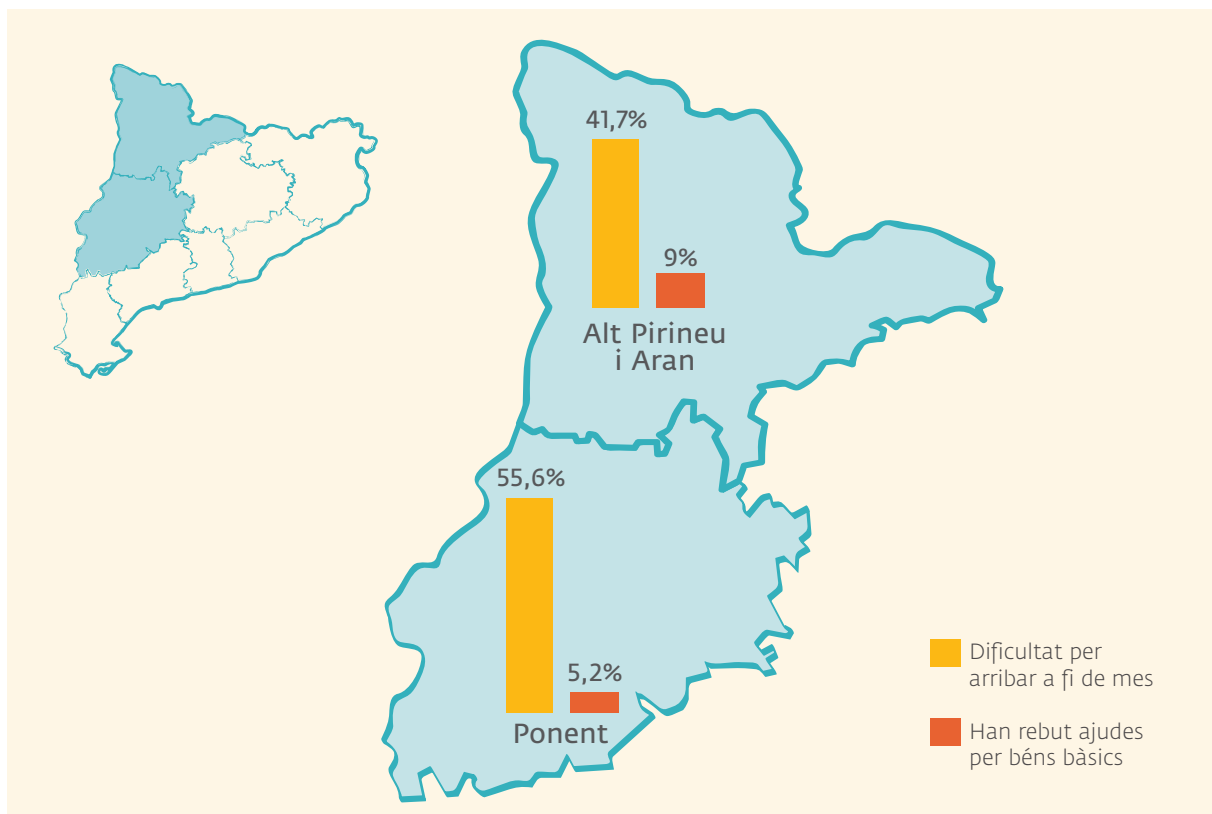 41,7%
9%
Alt Pirineu
i Aran
55,6%
5,2%
Ponent
Dificultat per
arribar a fi de mes
Han rebut ajudes
per béns bàsics